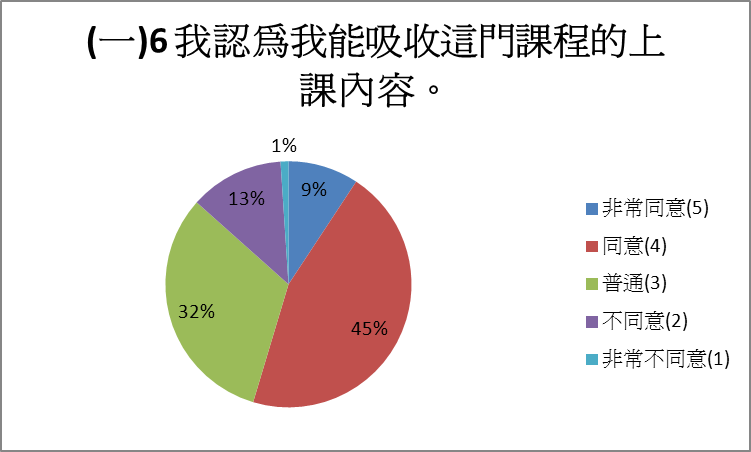 (一)6 我認為我能吸收這門課程的上
課內容。
1%
9%
13%
32%
45%
非常同意(5)
同意(4)
普通(3)
不同意(2)
非常不同意(1)